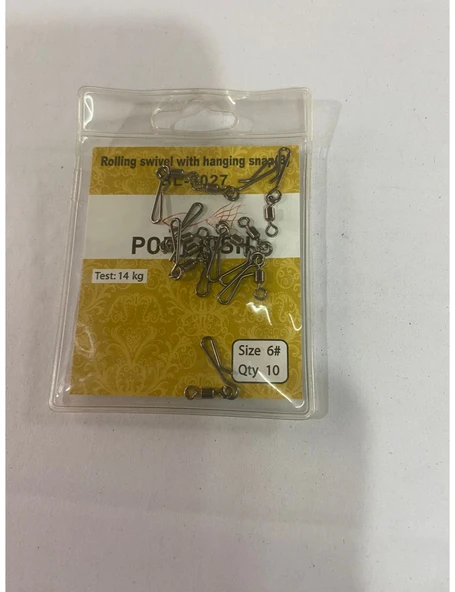 Rolling swivel with hanging snap(B)
Test: 14 kg
Size 6#
Qty 10